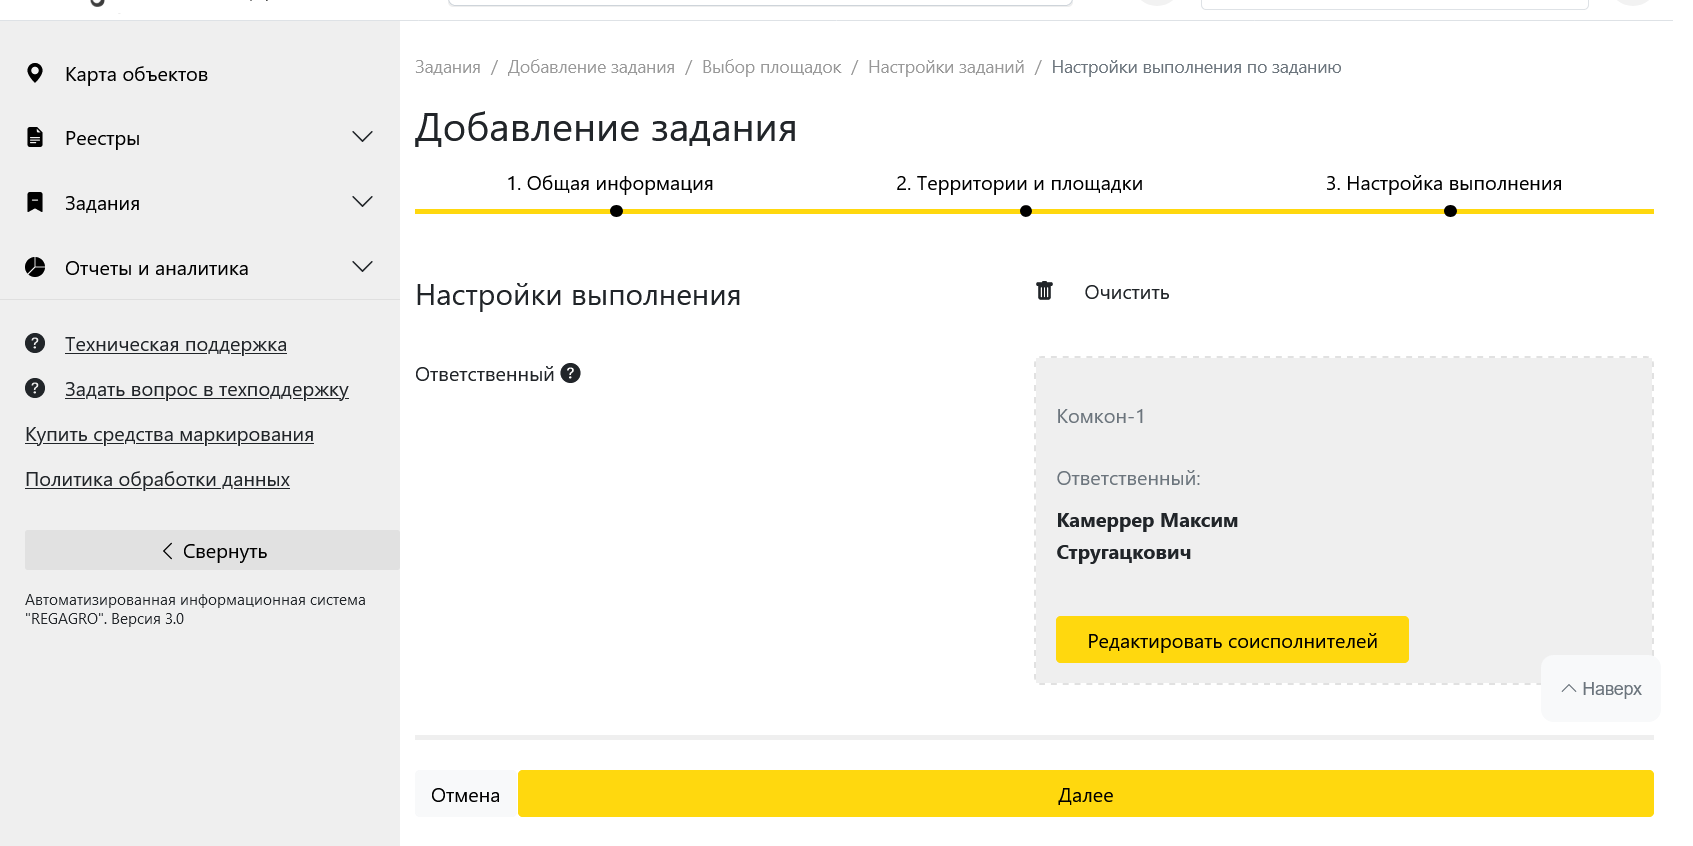 Карта объектов
Реестры
Задания
Отчеты и аналитика
Техническая поддержка
Задать вопрос в техподдержку
Купить средства маркирования
Политика обработки данных
Свернуть
Автоматизированная информационная система
"REGAGRO". Версия 3.0
Задания / Добавление задания / Выбор площадок / Настройки заданий / Настройки выполнения по заданию
Добавление задания
1. Общая информация 2. Территории и площадки 3. Настройка выполнения
Настройки выполнения
Очистить
Ответственный
Комкон-1
Ответственный:
Камеррер Максим
Стругацкович
Редактировать соисполнителей
Наверх
Отмена
Далее